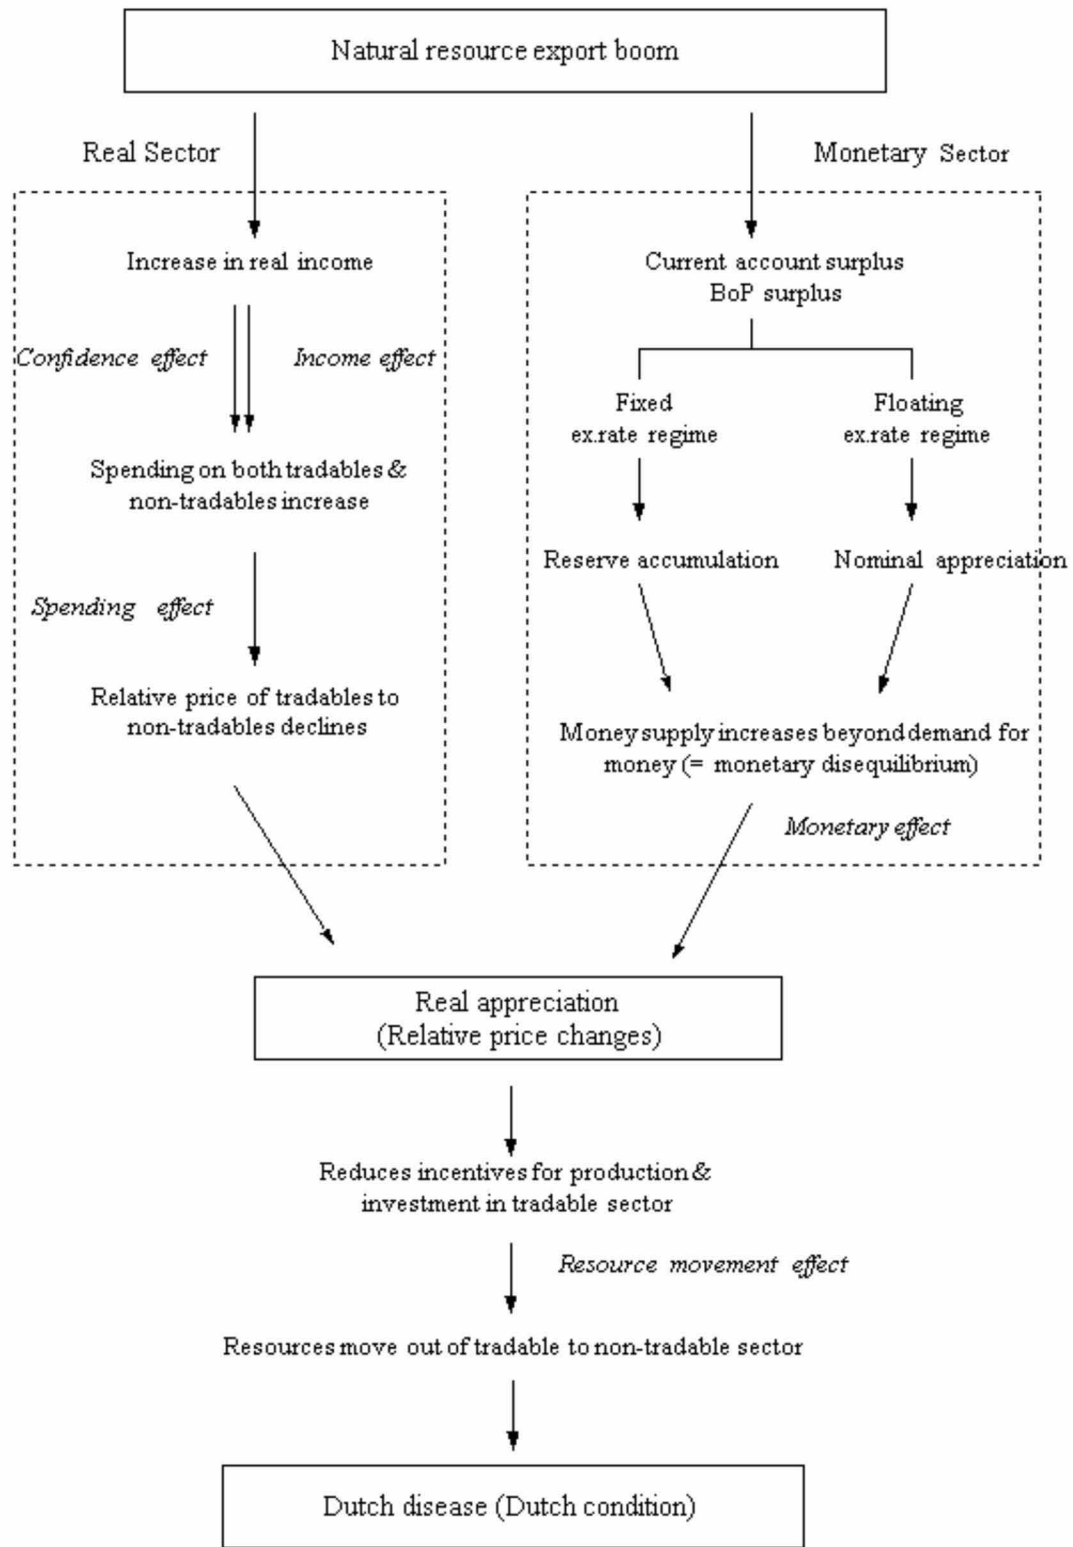 Natural resource export boom
Real Sector
Monetary Sector
Increase in real income
Confidence effect
Income effect
Spending on both tradables &
non-tradables increase
Spending effect
Relative price of tradables to
non-tradables declines
Current account surplus
BoP surplus
Fixed
ex.rate regime
Floating
ex.rate regime
Reserve accumulation
Nominal appreciation
Money supply increases beyond demand for
money (= monetary disequilibrium)
Monetary effect
Real appreciation
(Relative price changes)
Reduces incentives for production &
investment in tradable sector
Resource movement effect
Resources move out of tradable to non-tradable sector
Dutch disease (Dutch condition)